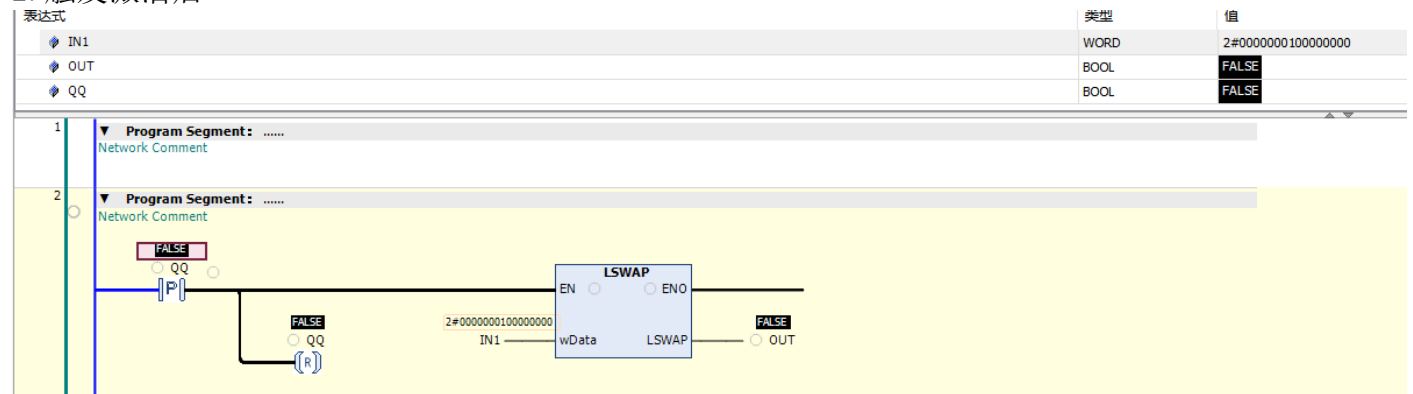 表达式 类型 值
IN1 WORD 2#0000000100000000
OUT BOOL FALSE
QQ BOOL FALSE
1 ▼ Program Segment: ......
Network Comment
2 ▼ Program Segment: ......
Network Comment
FALSE
QQ LSWAP
P EN ENO
FALSE 2#0000000100000000 FALSE
QQ IN1 wData LSWAP OUT
R